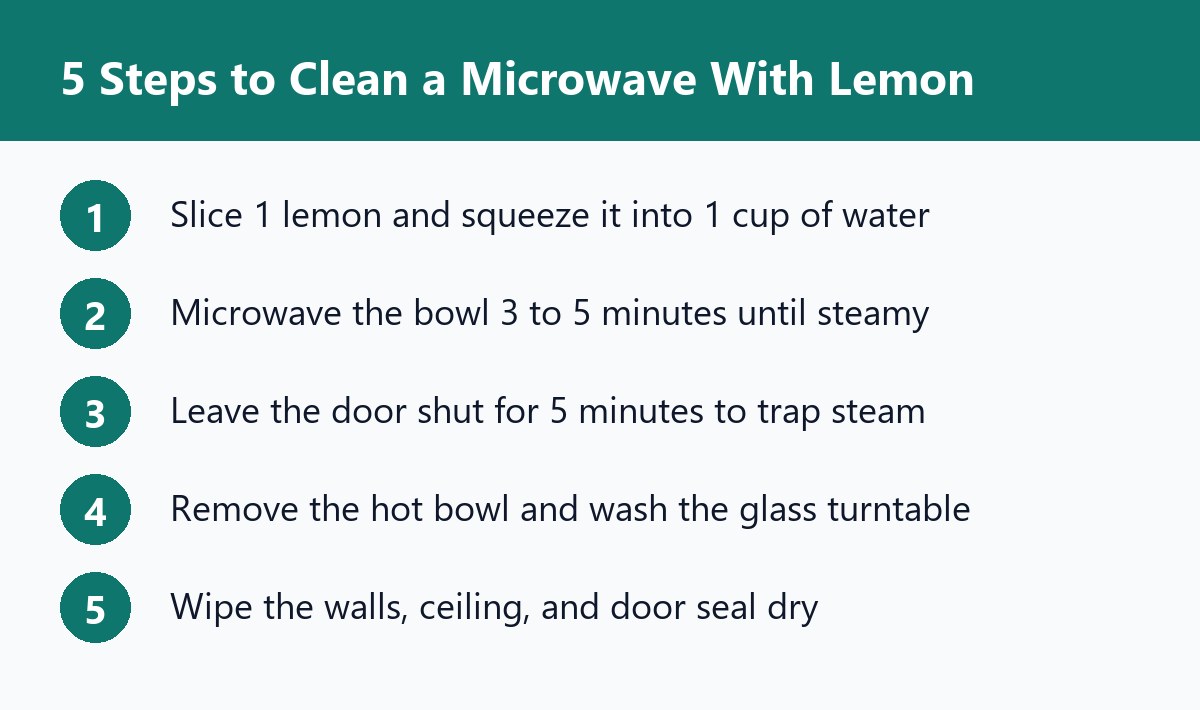 5 Steps to Clean a Microwave With Lemon
1 Slice 1 lemon and squeeze it into 1 cup of water
2 Microwave the bowl 3 to 5 minutes until steamy
3 Leave the door shut for 5 minutes to trap steam
4 Remove the hot bowl and wash the glass turntable
5 Wipe the walls, ceiling, and door seal dry